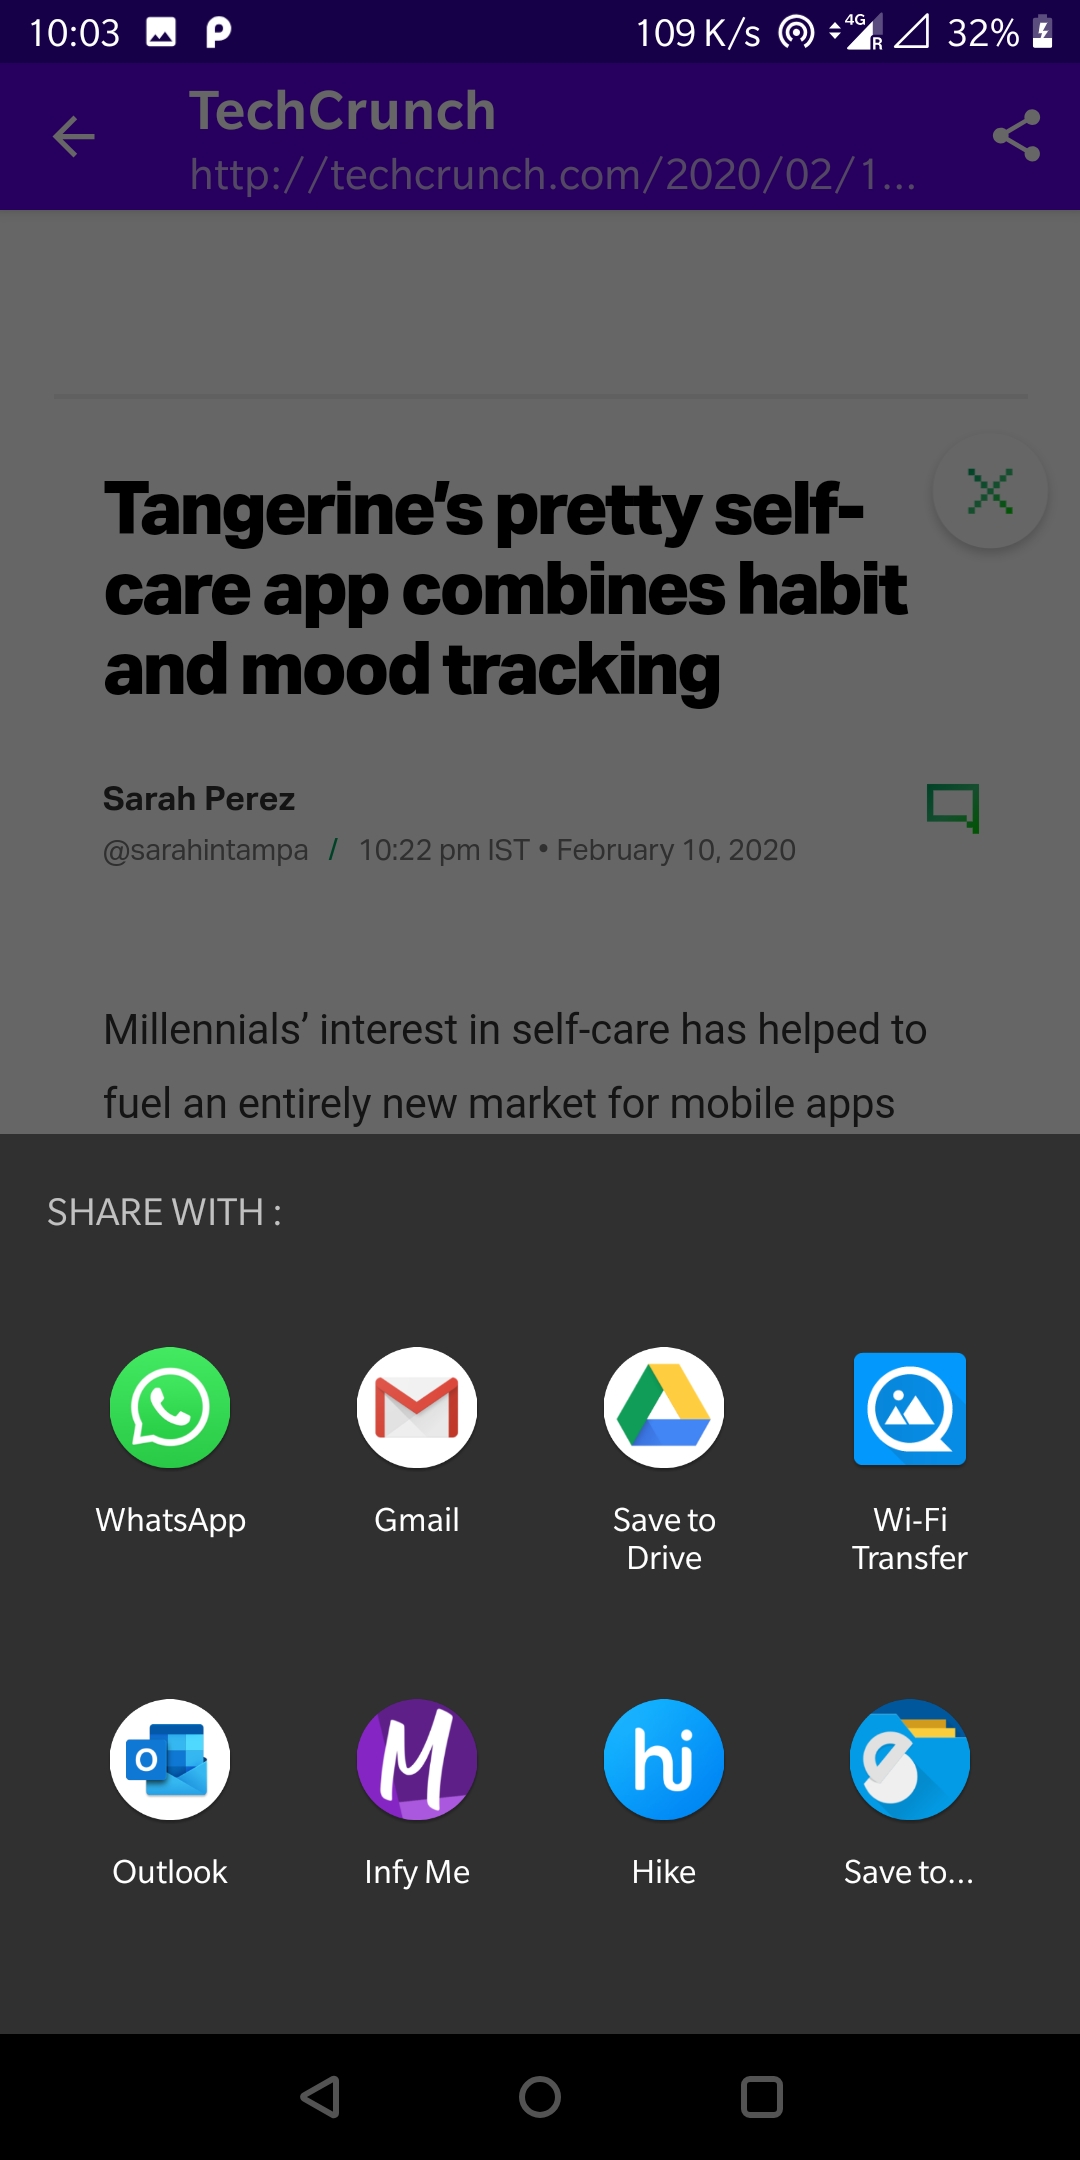 10:03 109 K/s 4G R 32%
TechCrunch
http://techcrunch.com/2020/02/1...
Tangerine's pretty self-
care app combines habit
and mood tracking
Sarah Perez
@sarahintampa / 10:22 pm IST • February 10, 2020
Millennials' interest in self-care has helped to
fuel an entirely new market for mobile apps
SHARE WITH :
WhatsApp Gmail Save to Wi-Fi
Drive Transfer
O M hi S
Outlook Infy Me Hike Save to...